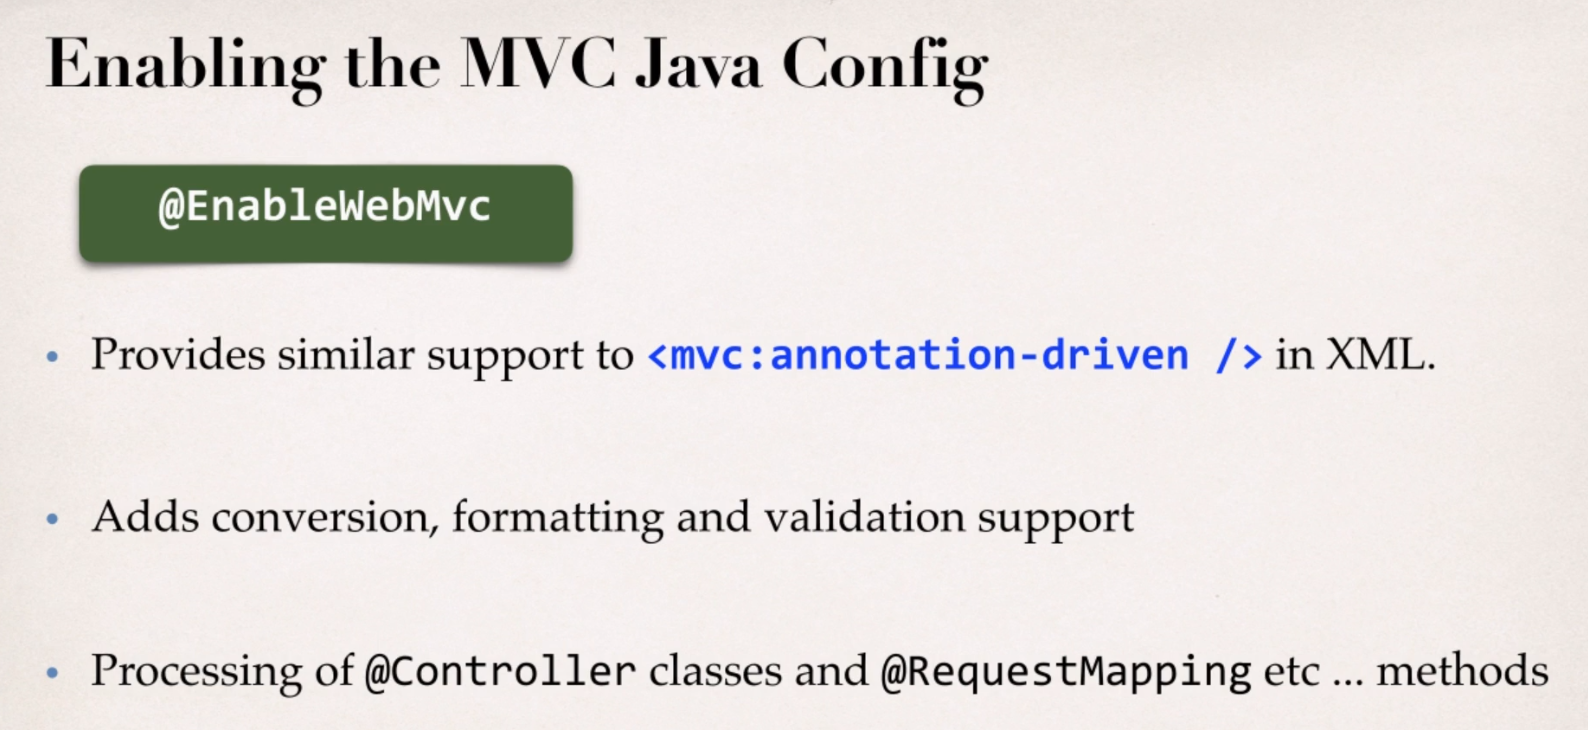 Enabling the MVC Java Config
@EnableWebMvc
• Provides similar support to <mvc:annotation-driven /> in XML.
• Adds conversion, formatting and validation support
• Processing of @Controller classes and @RequestMapping etc ... methods